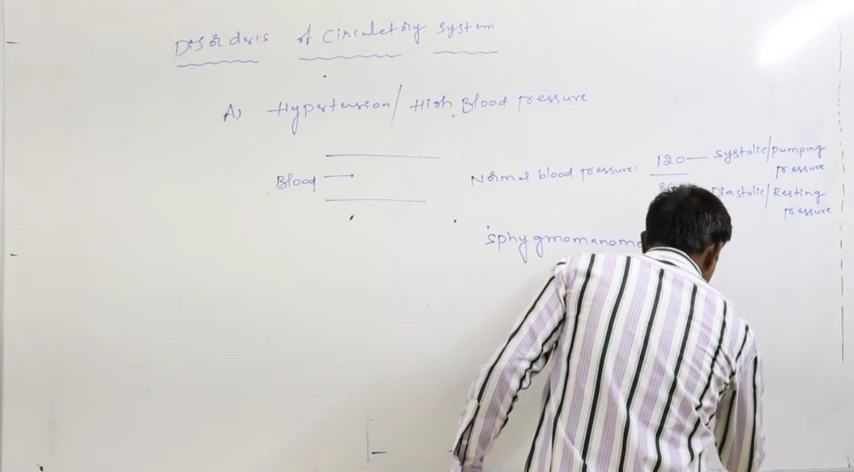 Disorders of Circulatory System
A) Hypertension/ High Blood pressure
Blood
Normal blood pressure: 120 — Systolic/pumping pressure
Diastolic/Resting pressure